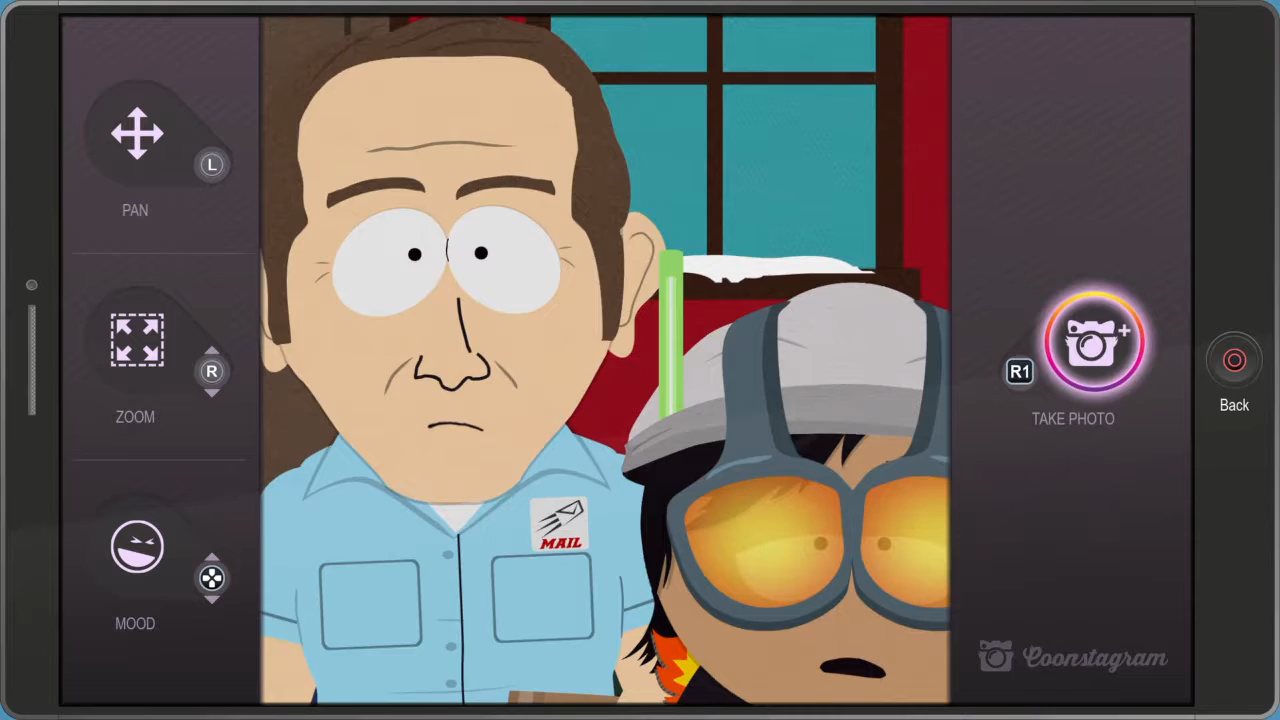 L
PAN
R
ZOOM
MOOD
MAIL
R1
TAKE PHOTO
Back
Coonstagram